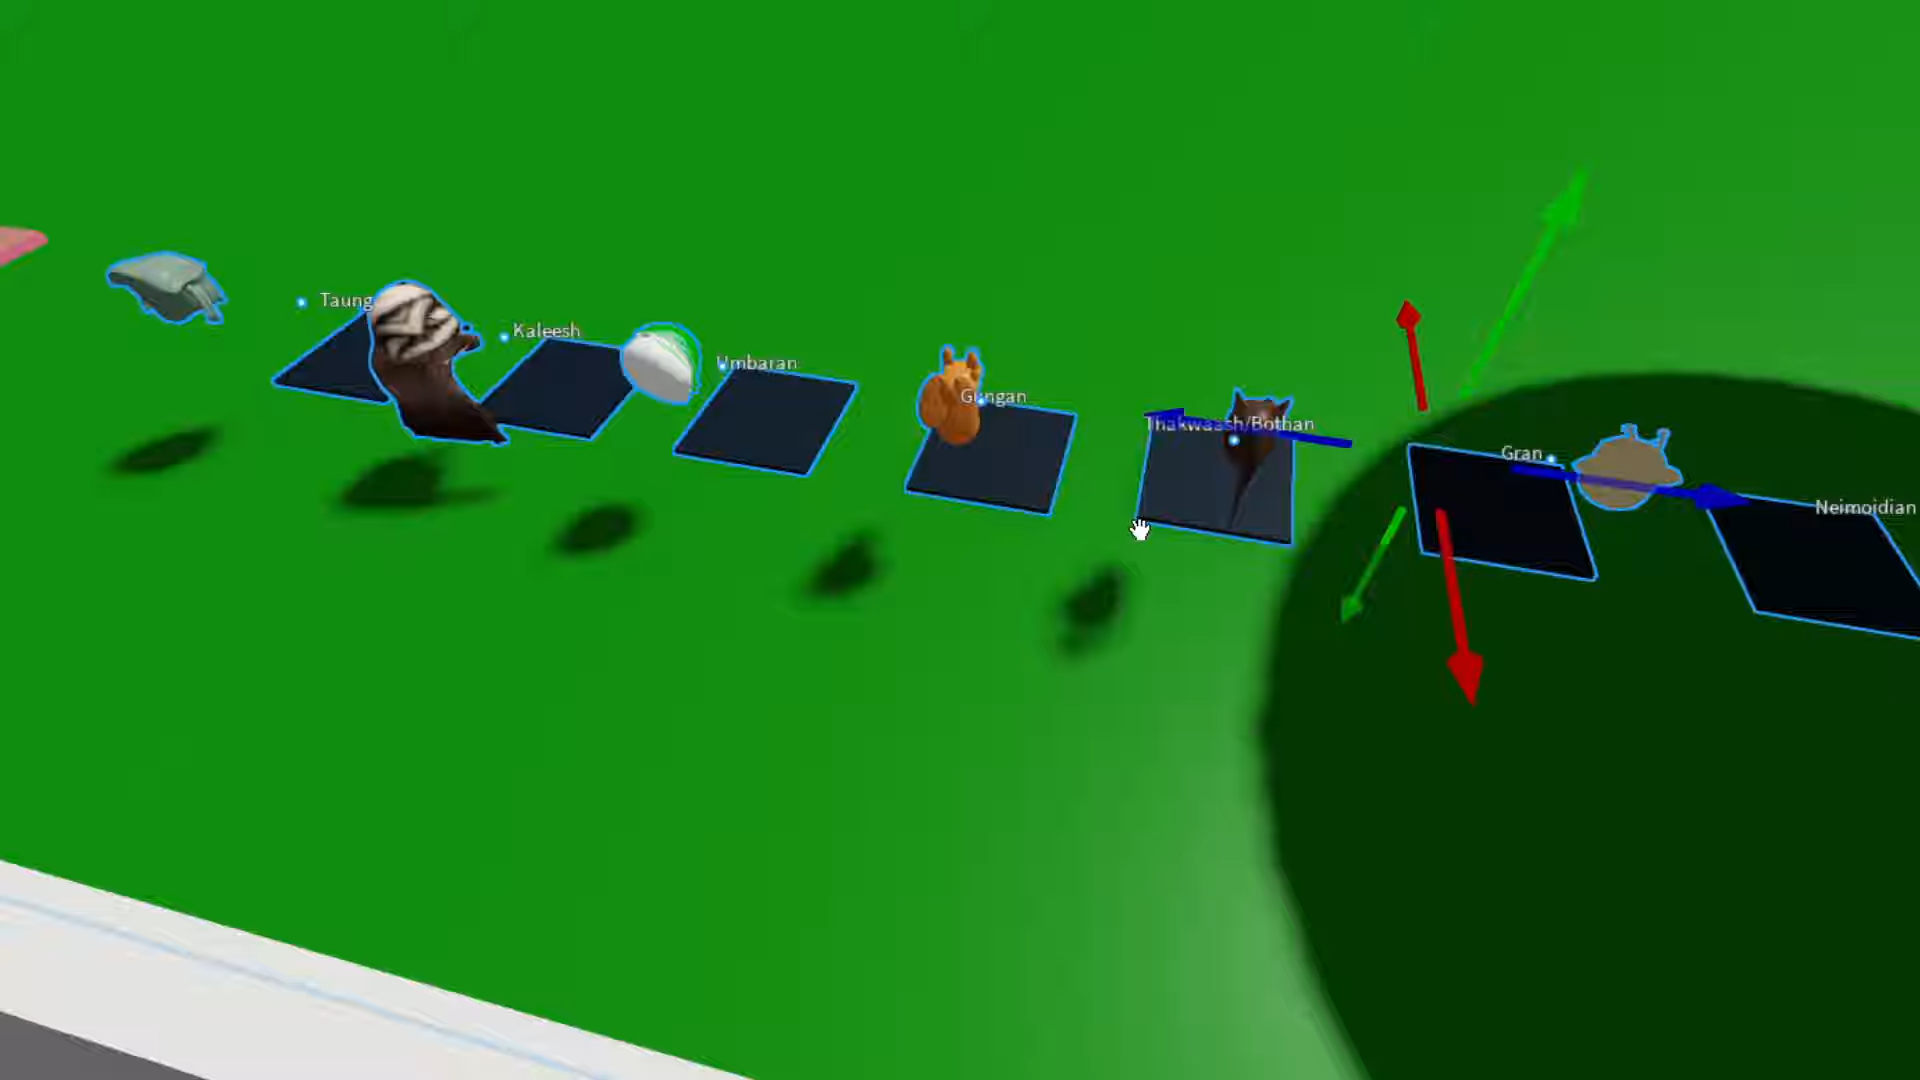 Taung
Kaleesh
Umbaran
Gungan
Thakwaash/Bothan
Gran
Neimoidian